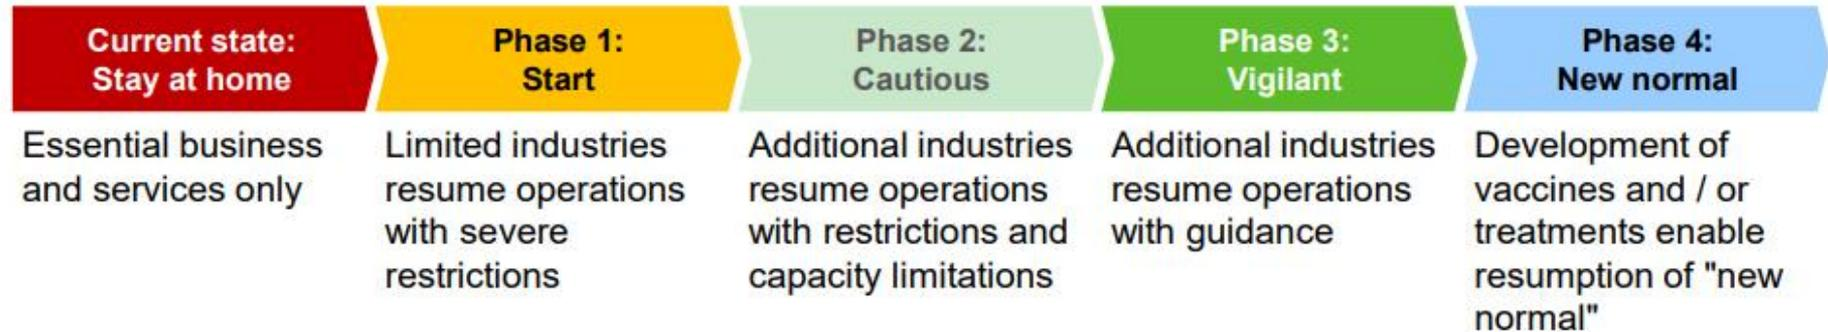 Current state:
Stay at home
Essential business
and services only
Phase 1:
Start
Limited industries
resume operations
with severe
restrictions
Phase 2:
Cautious
Additional industries
resume operations
with restrictions and
capacity limitations
Phase 3:
Vigilant
Additional industries
resume operations
with guidance
Phase 4:
New normal
Development of
vaccines and / or
treatments enable
resumption of "new
normal"